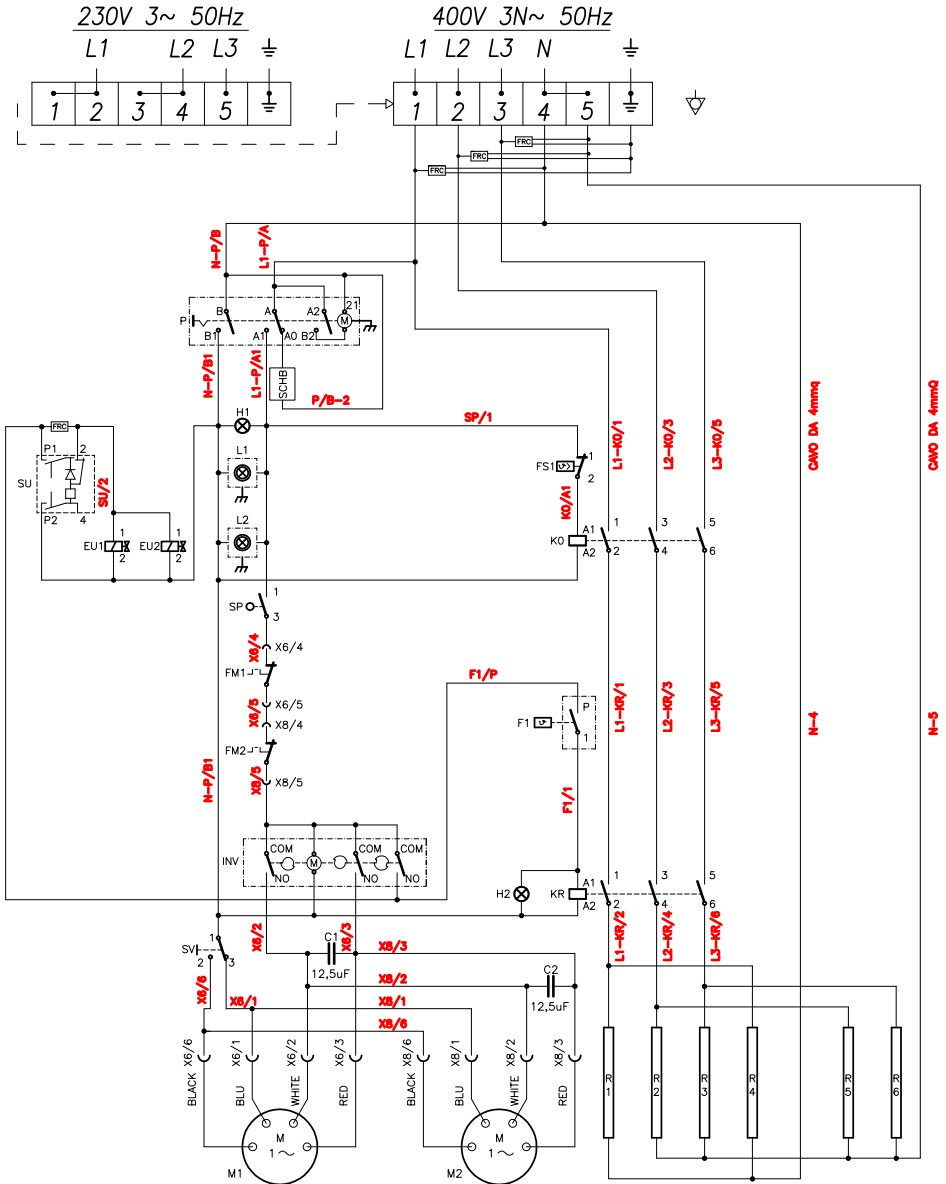 230V 3~ 50Hz
400V 3N~ 50Hz
L1 L2 L3
L1 L2 L3 N
1 2 3 4 5
1 2 3 4 5
FRC
FRC
FRC
N-P/B
L1-P/A
P
B A A2 21
M
B1 A1 A0 B2
N-P/B1
L1-P/A1
SCHB
P/B-2
H1
SP/1
FRC
P1 2
SU
SU/2
P2 4
EU1 1 2
EU2 1 2
L1
L2
FS1 1 2
K0/A1
L1-K0/1
L2-K0/3
L3-K0/5
CAVO DA 4mmq
CAVO DA 4mmQ
K0 A1 A2
1 3 5
2 4 6
SP 1 3
X6/4 X6/4
FM1
X6/5 X6/5
X8/4
FM2
X8/5 X8/5
N-P/B1
F1/P
F1 P 1
F1/1
L1-KR/1
L2-KR/3
L3-KR/5
N-4
N-5
INV
COM COM COM
M
NO NO NO
H2
KR A1 A2
1 3 5
2 4 6
L1-KR/2
L2-KR/4
L3-KR/6
SV 1 2 3
X6/2
C1
12,5uF
X6/3
X8/3
X8/2
C2
12,5uF
X6/6
X6/1
X8/1
X8/6
X6/6 X6/1 X6/2 X6/3 X8/6 X8/1 X8/2 X8/3
BLACK BLU WHITE RED BLACK BLU WHITE RED
M 1~
M1
M 1~
M2
R1 R2 R3 R4 R5 R6